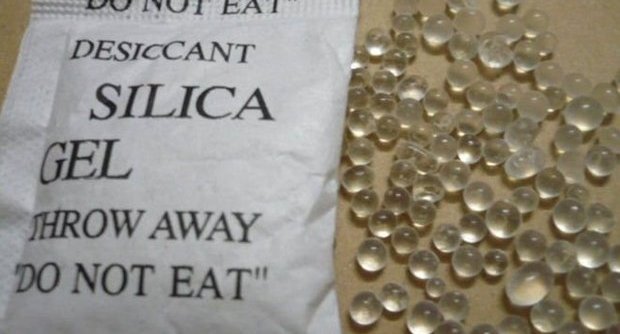 "DO NOT EAT"
DESICCANT
SILICA
GEL
THROW AWAY
"DO NOT EAT"